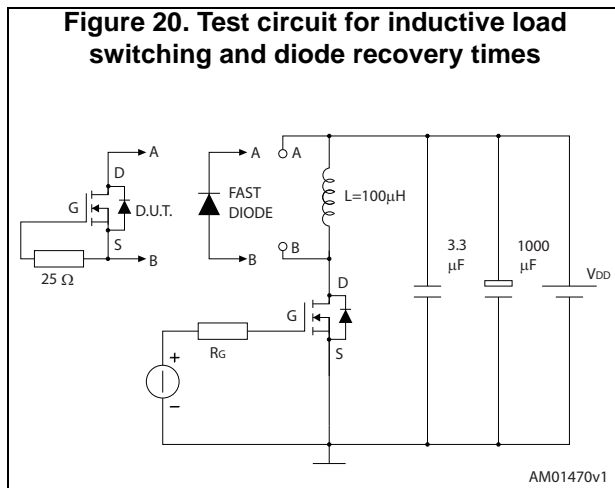 Figure 20. Test circuit for inductive load
switching and diode recovery times
A
D
G
D.U.T.
S
B
25 Ω
A
FAST
DIODE
B
A
B
L=100μH
D
G
S
RG
+
–
3.3
μF
1000
μF
VDD
AM01470v1